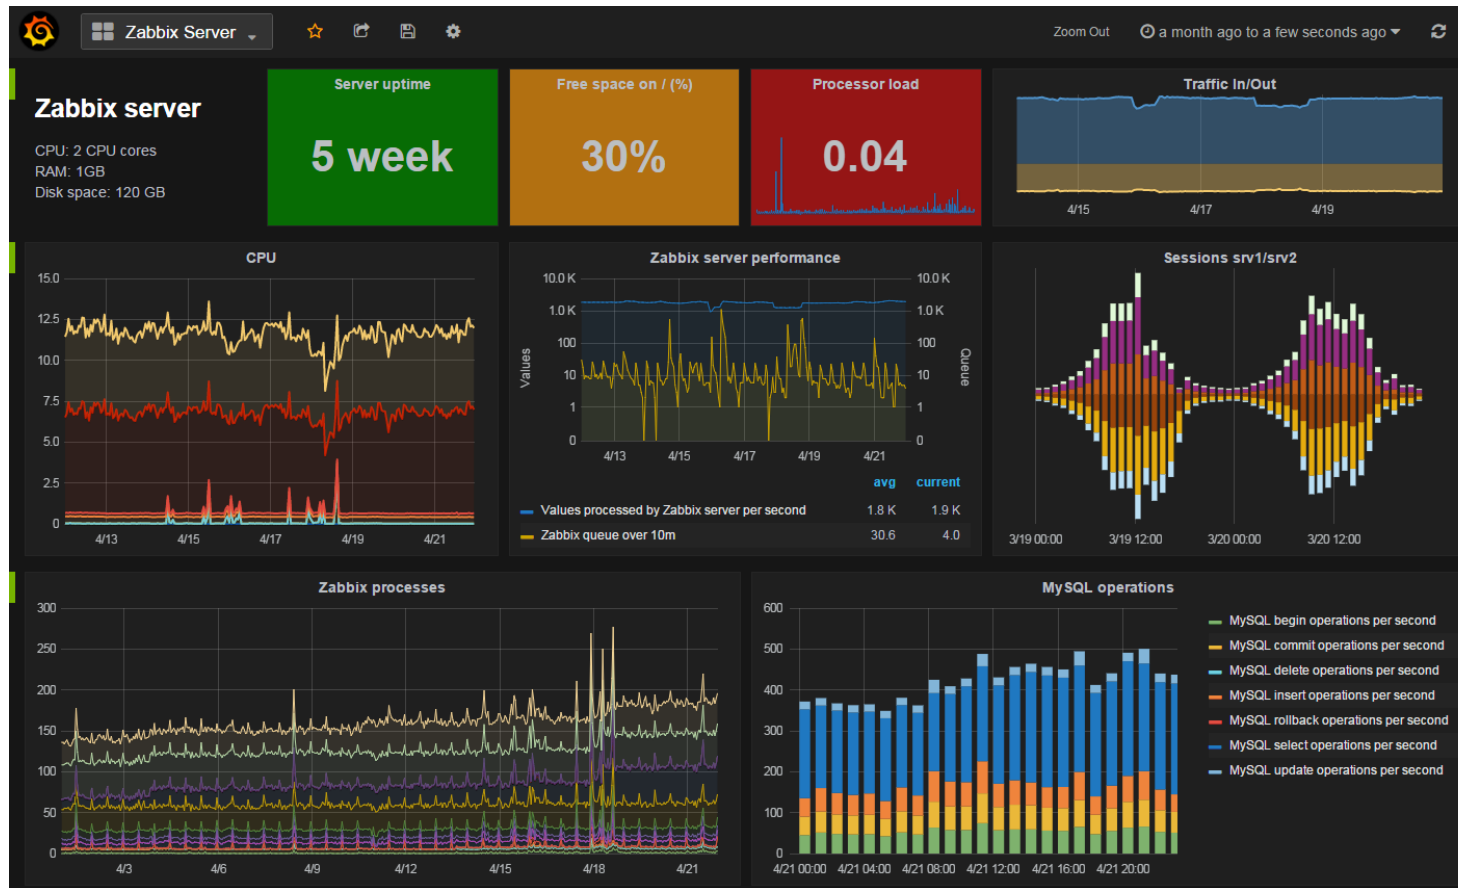 Zabbix Server
Zoom Out
a month ago to a few seconds ago
Zabbix server
CPU: 2 CPU cores
RAM: 1GB
Disk space: 120 GB
Server uptime
5 week
Free space on / (%)
30%
Processor load
0.04
Traffic In/Out
4/15 4/17 4/19
CPU
15.0
12.5
10.0
7.5
5.0
2.5
0
4/13 4/15 4/17 4/19 4/21
Zabbix server performance
10.0 K 10.0 K
1.0 K 1.0 K
100 100
10 10
1 1
0 0
Values
Queue
4/13 4/15 4/17 4/19 4/21
avg current
Values processed by Zabbix server per second 1.8 K 1.9 K
Zabbix queue over 10m 30.6 4.0
Sessions srv1/srv2
3/19 00:00 3/19 12:00 3/20 00:00 3/20 12:00
Zabbix processes
300
250
200
150
100
50
0
4/3 4/6 4/9 4/12 4/15 4/18 4/21
MySQL operations
600
500
400
300
200
100
0
4/21 00:00 4/21 04:00 4/21 08:00 4/21 12:00 4/21 16:00 4/21 20:00
MySQL begin operations per second
MySQL commit operations per second
MySQL delete operations per second
MySQL insert operations per second
MySQL rollback operations per second
MySQL select operations per second
MySQL update operations per second